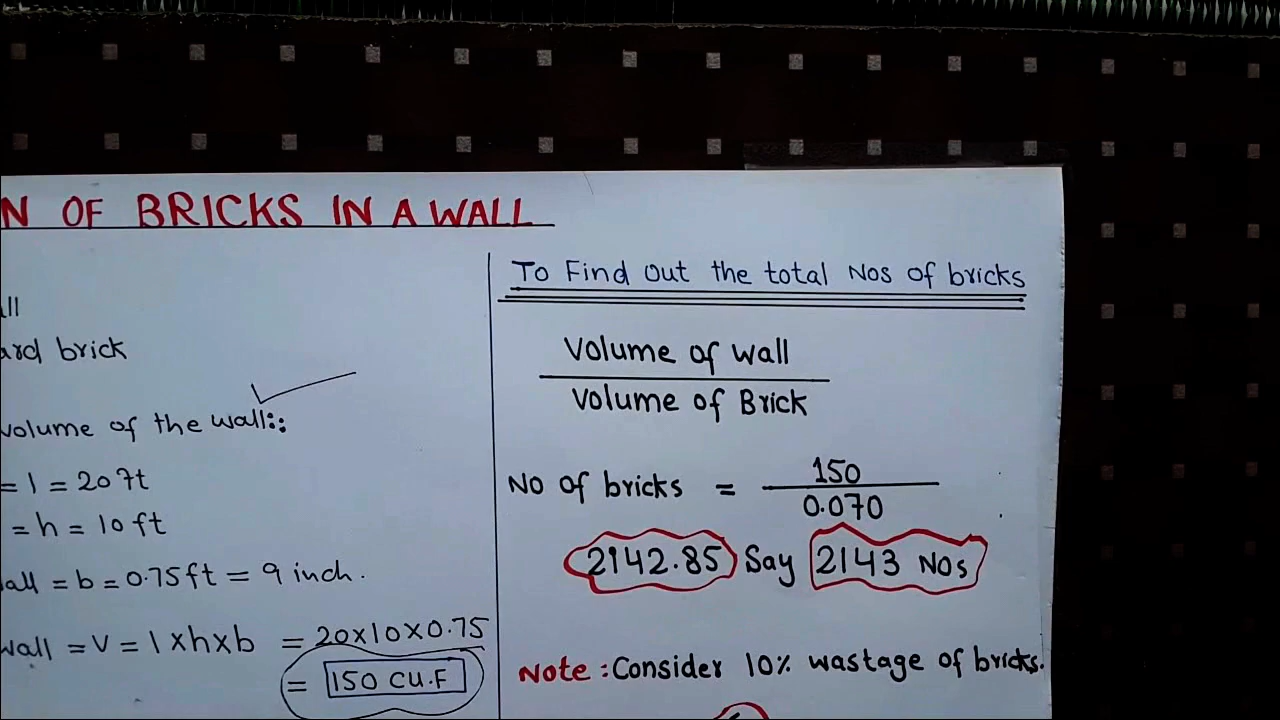 N OF BRICKS IN A WALL
all
ard brick
volume of the wall::
= l = 20 ft
= h = 10 ft
all = b = 0.75 ft = 9 inch.
wall = V = l x h x b = 20x10x0.75
= 150 CU.F
To Find out the total Nos of bricks
Volume of wall
Volume of Brick
No of bricks = 150
0.070
2142.85 Say 2143 Nos
Note : Consider 10% wastage of bricks.